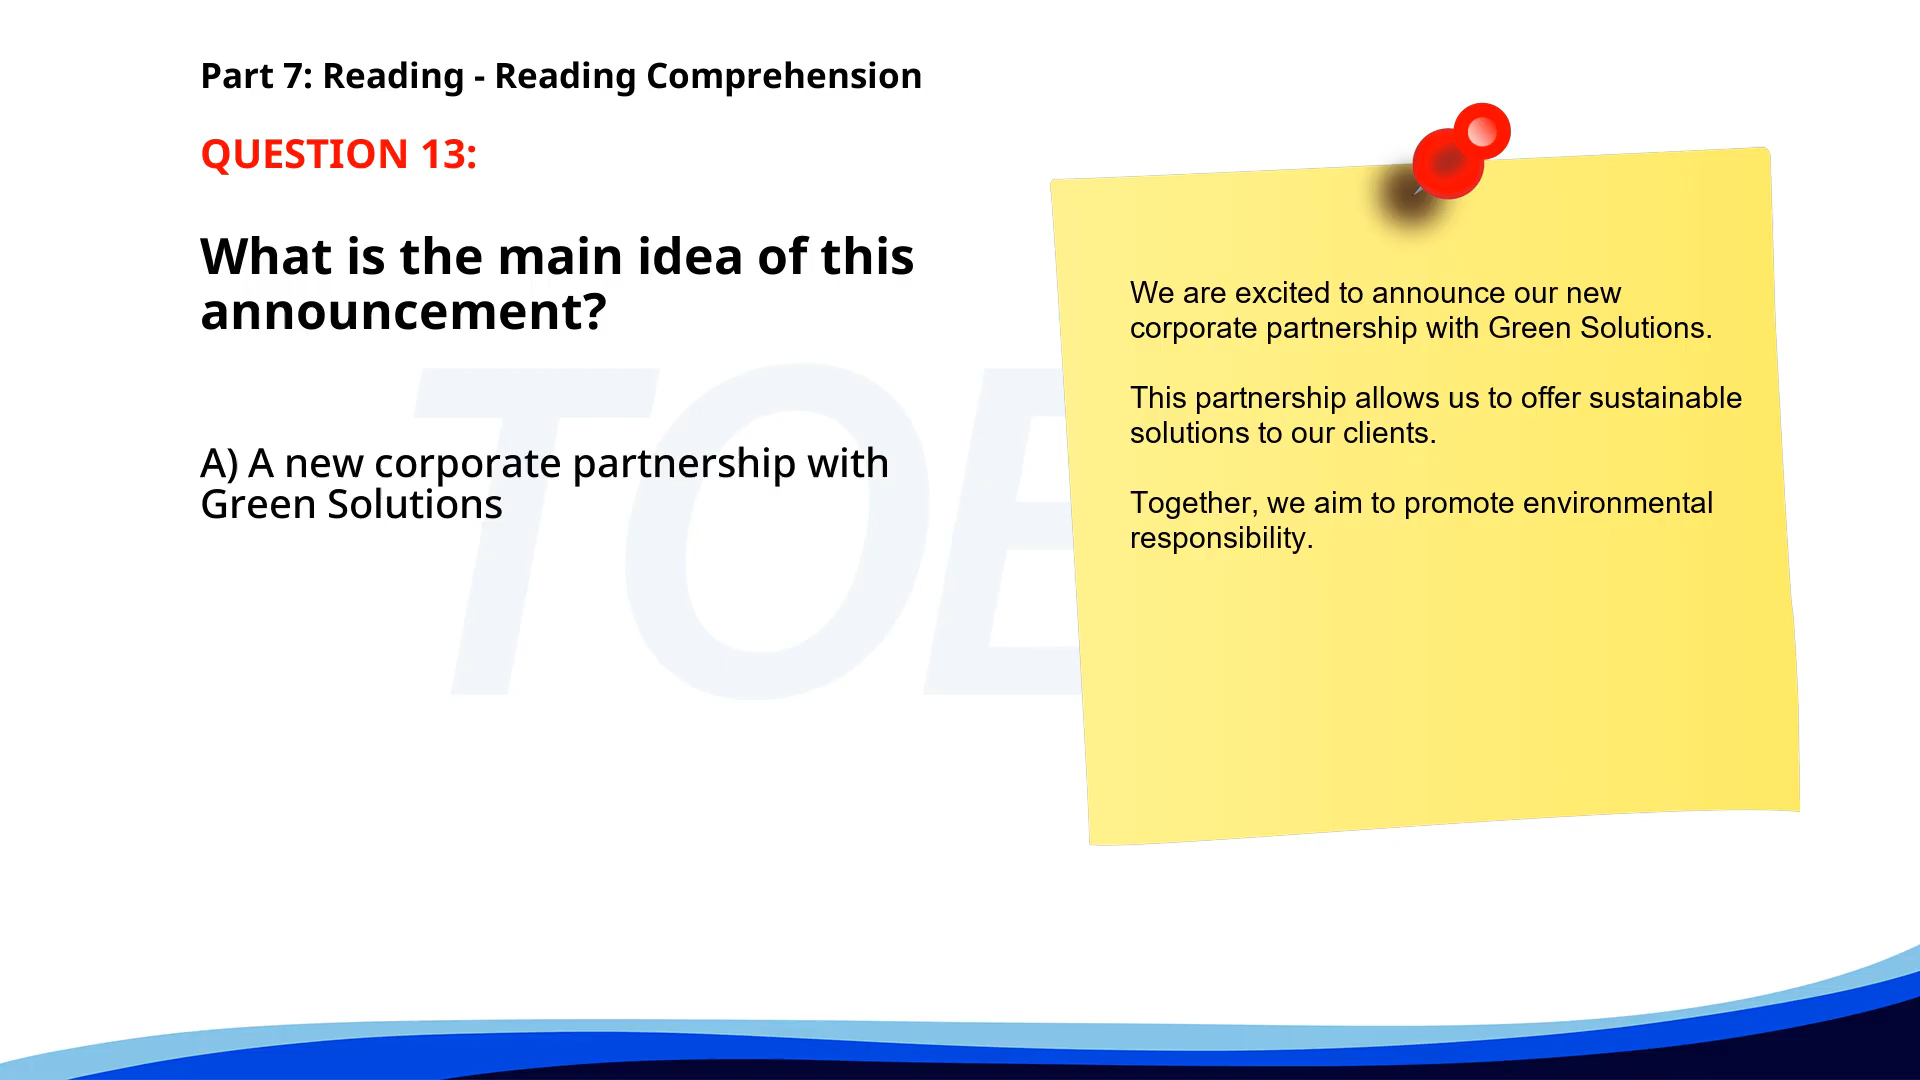 Part 7: Reading - Reading Comprehension
QUESTION 13:
What is the main idea of this
announcement?
A) A new corporate partnership with
Green Solutions
We are excited to announce our new
corporate partnership with Green Solutions.
This partnership allows us to offer sustainable
solutions to our clients.
Together, we aim to promote environmental
responsibility.
TOE